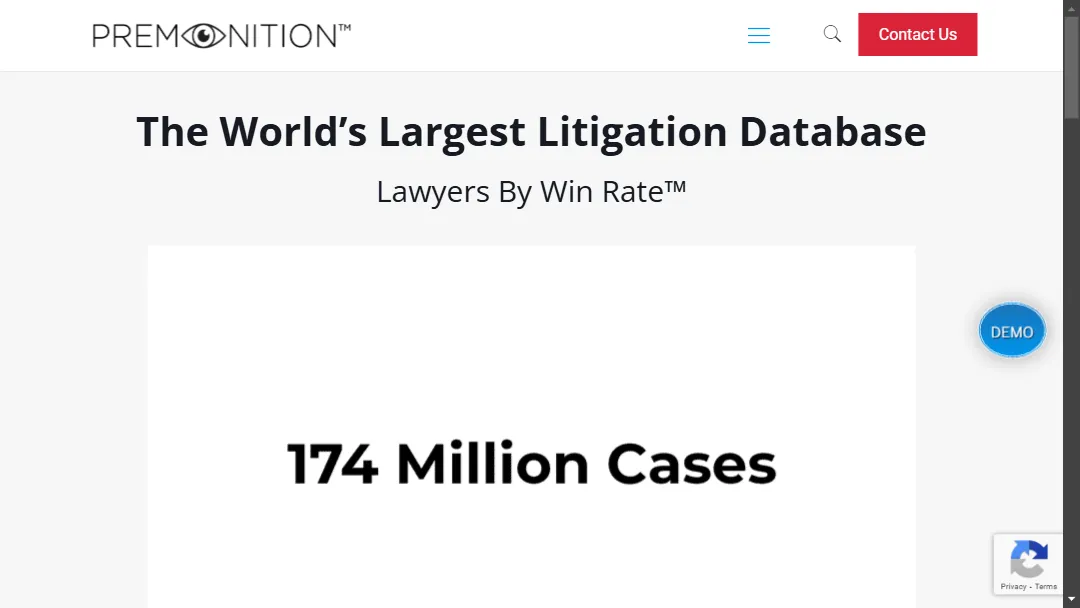 PREMONITION™
Contact Us
The World’s Largest Litigation Database
Lawyers By Win Rate™
DEMO
174 Million Cases
Privacy - Terms